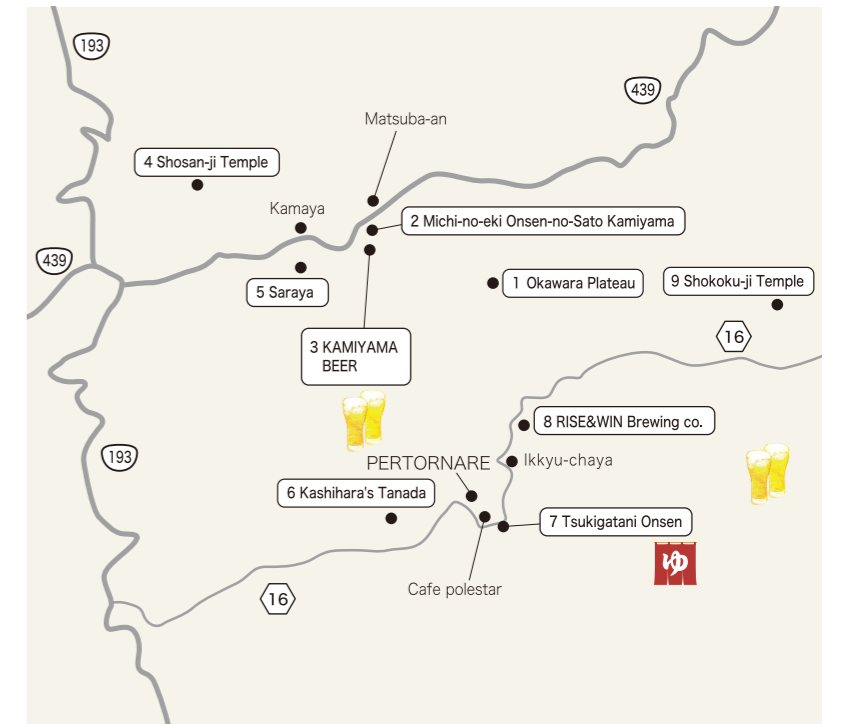 193
439
Matsuba-an
4 Shosan-ji Temple
Kamaya
2 Michi-no-eki Onsen-no-Sato Kamiyama
439
5 Saraya
1 Okawara Plateau
9 Shokoku-ji Temple
16
3 KAMIYAMA
BEER
8 RISE&WIN Brewing co.
193
PERTORNARE
Ikkyu-chaya
6 Kashihara's Tanada
7 Tsukigatani Onsen
ゆ
Cafe polestar
16